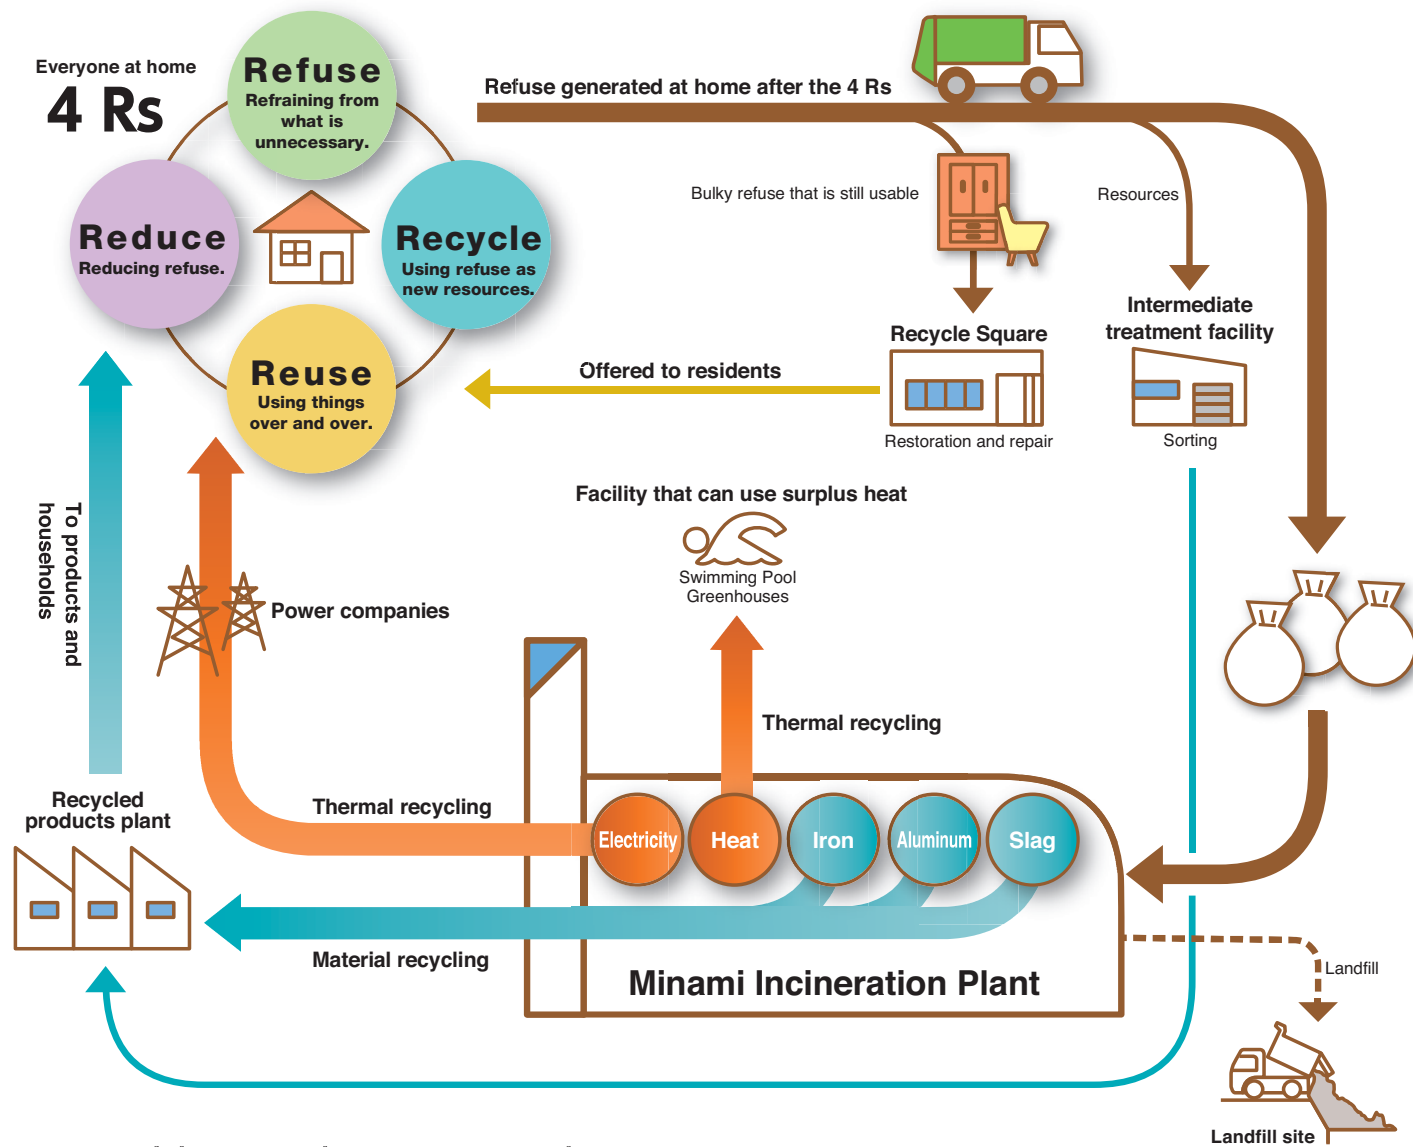 Everyone at home
4 Rs
Refuse
Refraining from
what is
unnecessary.
Reduce
Reducing refuse.
Recycle
Using refuse as
new resources.
Reuse
Using things
over and over.
Refuse generated at home after the 4 Rs
Bulky refuse that is still usable
Resources
Recycle Square
Restoration and repair
Intermediate
treatment facility
Sorting
Offered to residents
Facility that can use surplus heat
Swimming Pool
Greenhouses
To products and
households
Power companies
Thermal recycling
Thermal recycling
Recycled
products plant
Electricity
Heat
Iron
Aluminum
Slag
Material recycling
Minami Incineration Plant
Landfill
Landfill site